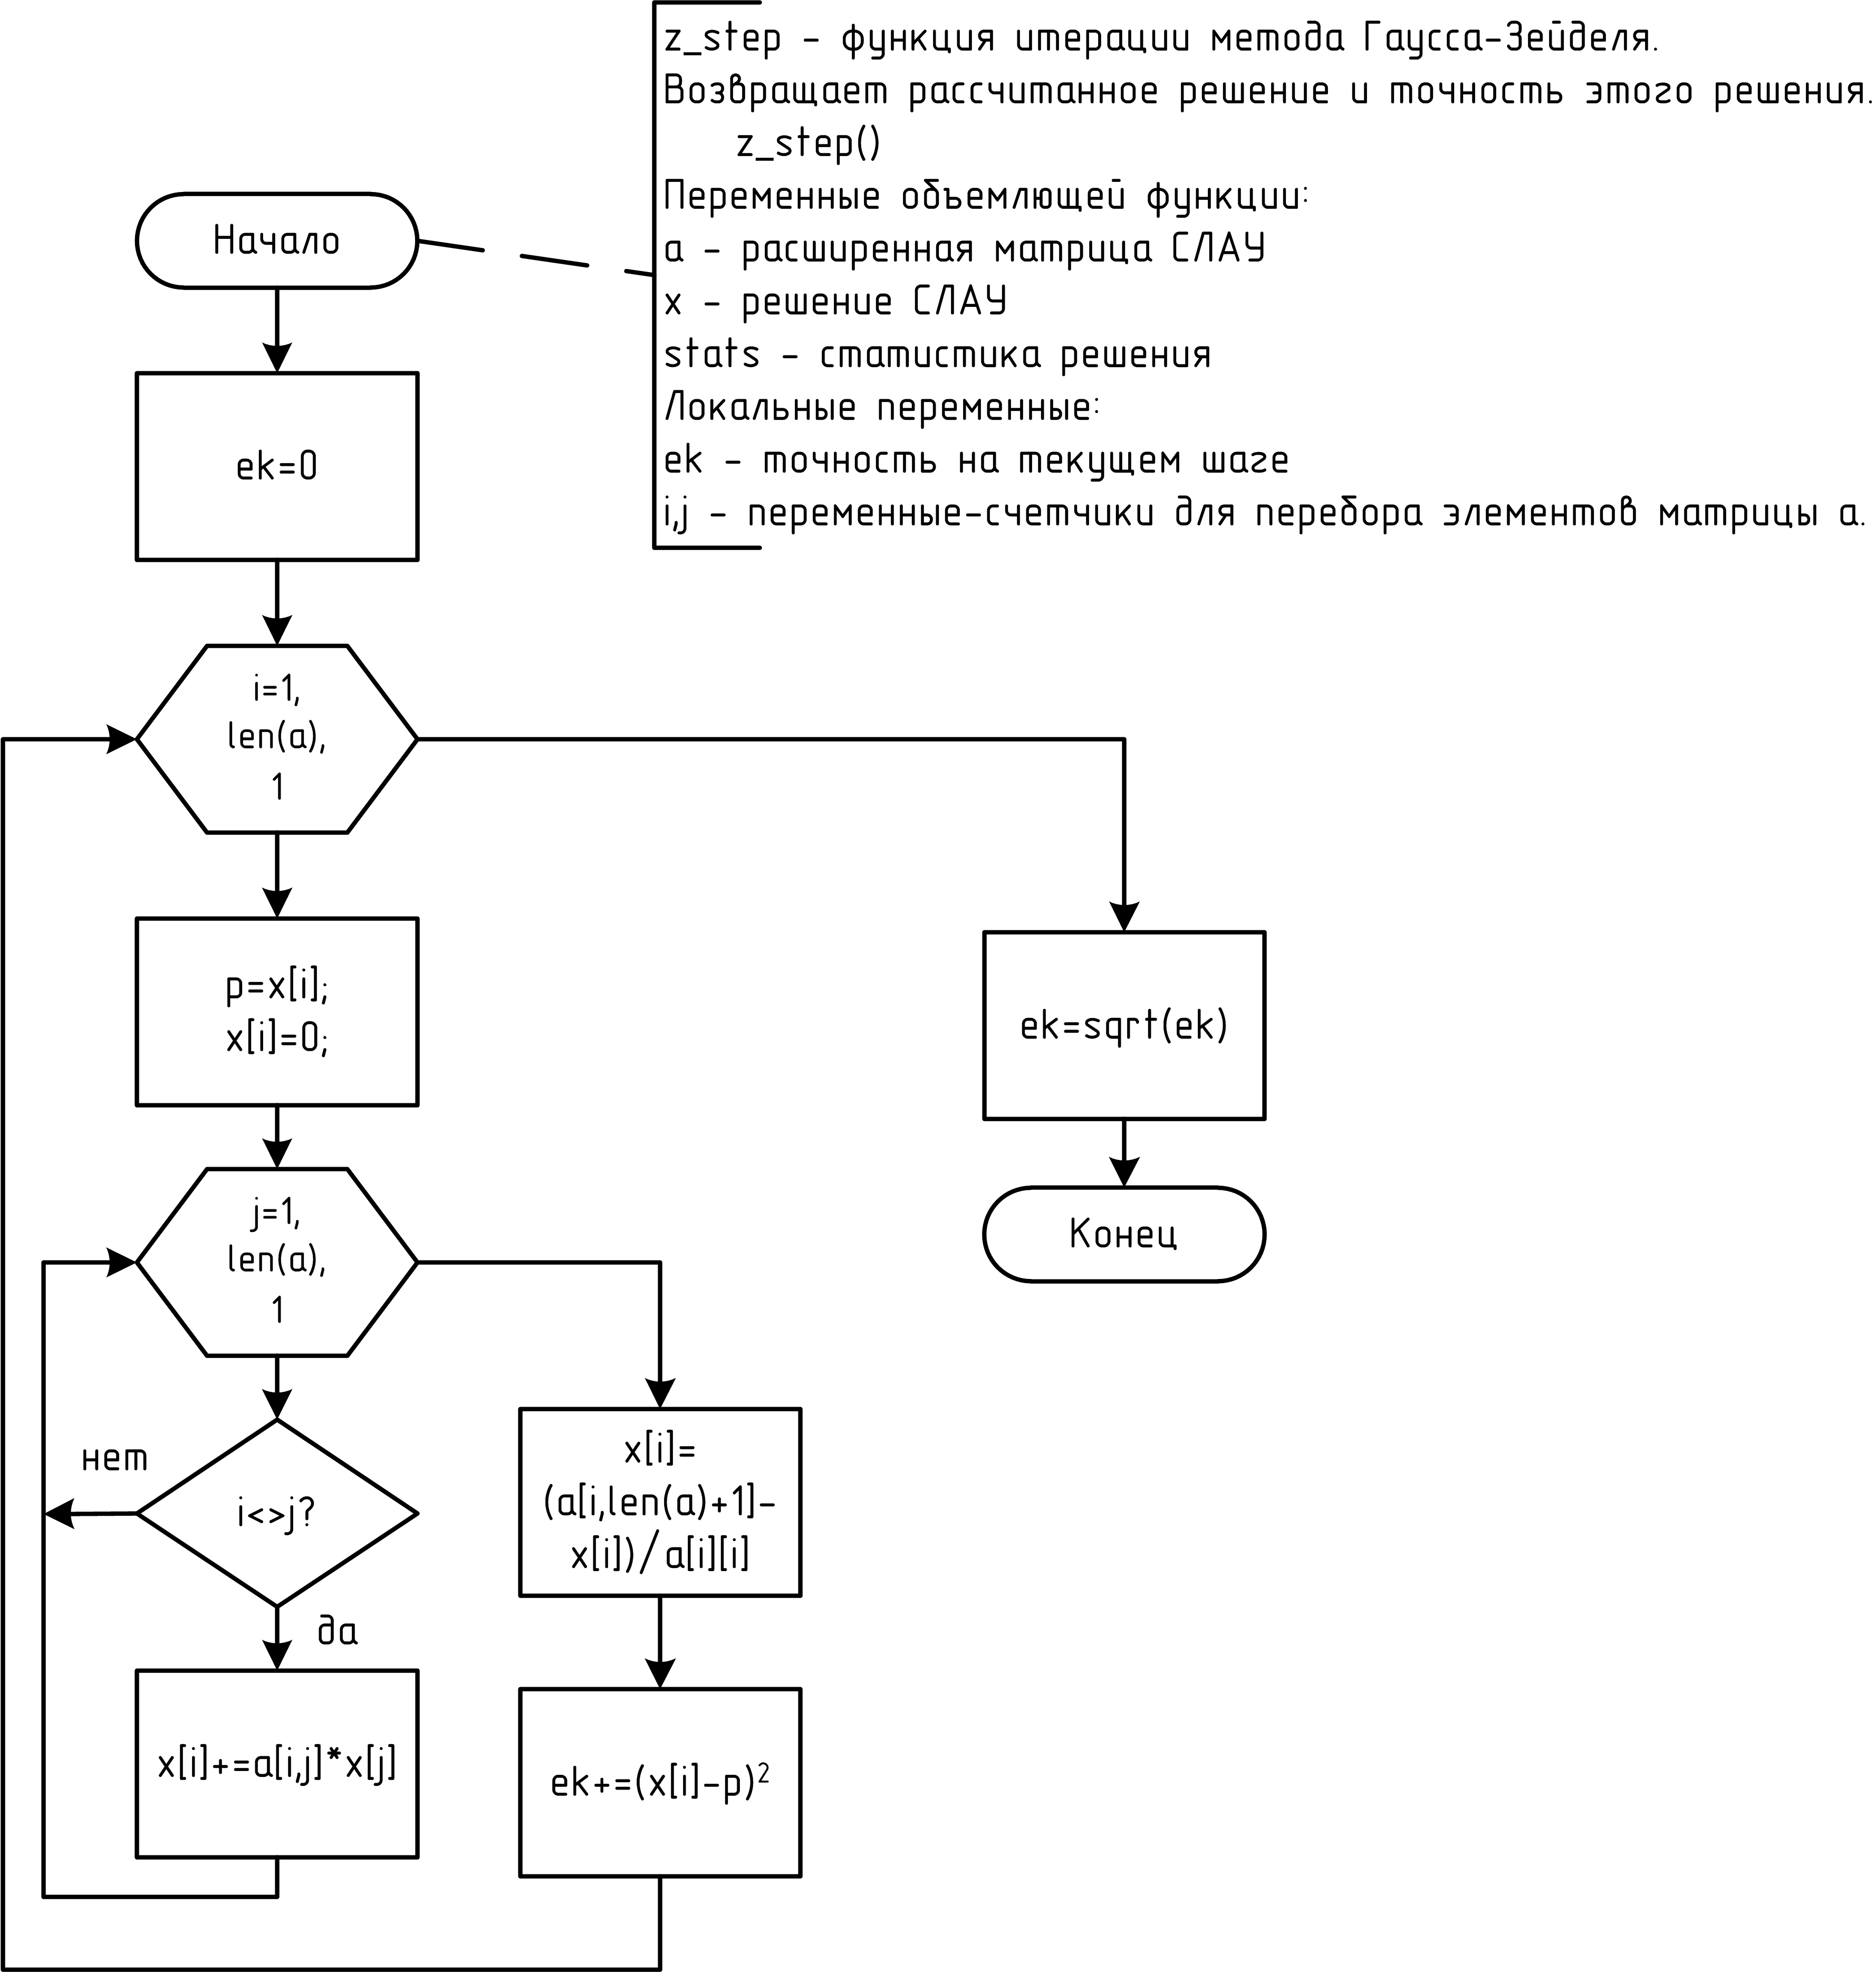 z_step - функция итерации метода Гаусса-Зейделя.
Возвращает рассчитанное решение и точность этого решения.
z_step()
Переменные объемлющей функции:
a - расширенная матрица СЛАУ
x - решение СЛАУ
stats - статистика решения
Локальные переменные:
ek - точность на текущем шаге
i,j - переменные-счетчики для перебора элементов матрицы a.
Начало
ek=0
i=1,
len(a),
1
p=x[i];
x[i]=0;
j=1,
len(a),
1
нет
i<>j?
да
x[i]+=a[i,j]*x[j]
x[i]=
(a[i,len(a)+1]-
x[i])/a[i][i]
ek+=(x[i]-p)²
ek=sqrt(ek)
Конец